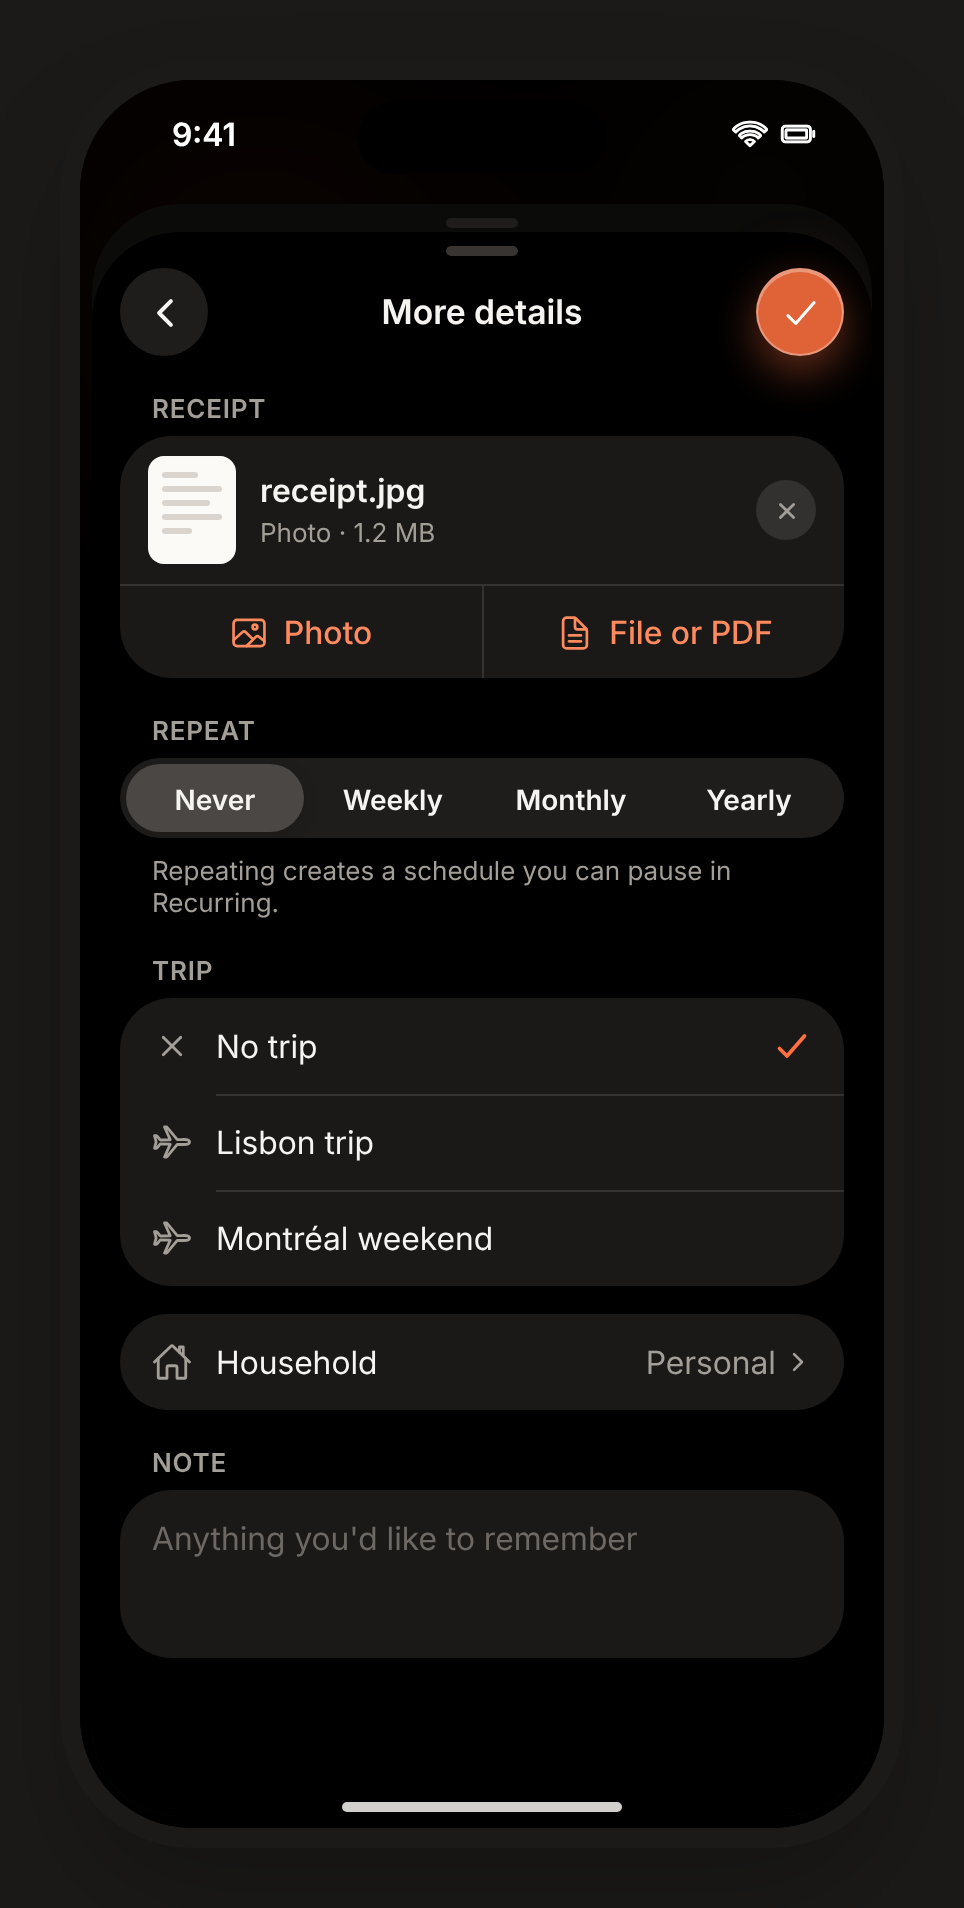 9:41
More details
RECEIPT
receipt.jpg
Photo · 1.2 MB
Photo
File or PDF
REPEAT
Never Weekly Monthly Yearly
Repeating creates a schedule you can pause in
Recurring.
TRIP
No trip
Lisbon trip
Montréal weekend
Household Personal
NOTE
Anything you'd like to remember